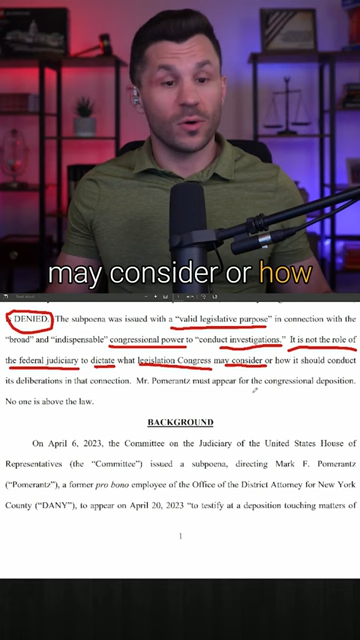 may consider or how
DENIED. The subpoena was issued with a “valid legislative purpose” in connection with the
“broad” and “indispensable” congressional power to “conduct investigations.” It is not the role of
the federal judiciary to dictate what legislation Congress may consider or how it should conduct
its deliberations in that connection. Mr. Pomerantz must appear for the congressional deposition.
No one is above the law.
BACKGROUND
On April 6, 2023, the Committee on the Judiciary of the United States House of
Representatives (the “Committee”) issued a subpoena, directing Mark F. Pomerantz
(“Pomerantz”), a former pro bono employee of the Office of the District Attorney for New York
County (“DANY”), to appear on April 20, 2023 “to testify at a deposition touching matters of
1